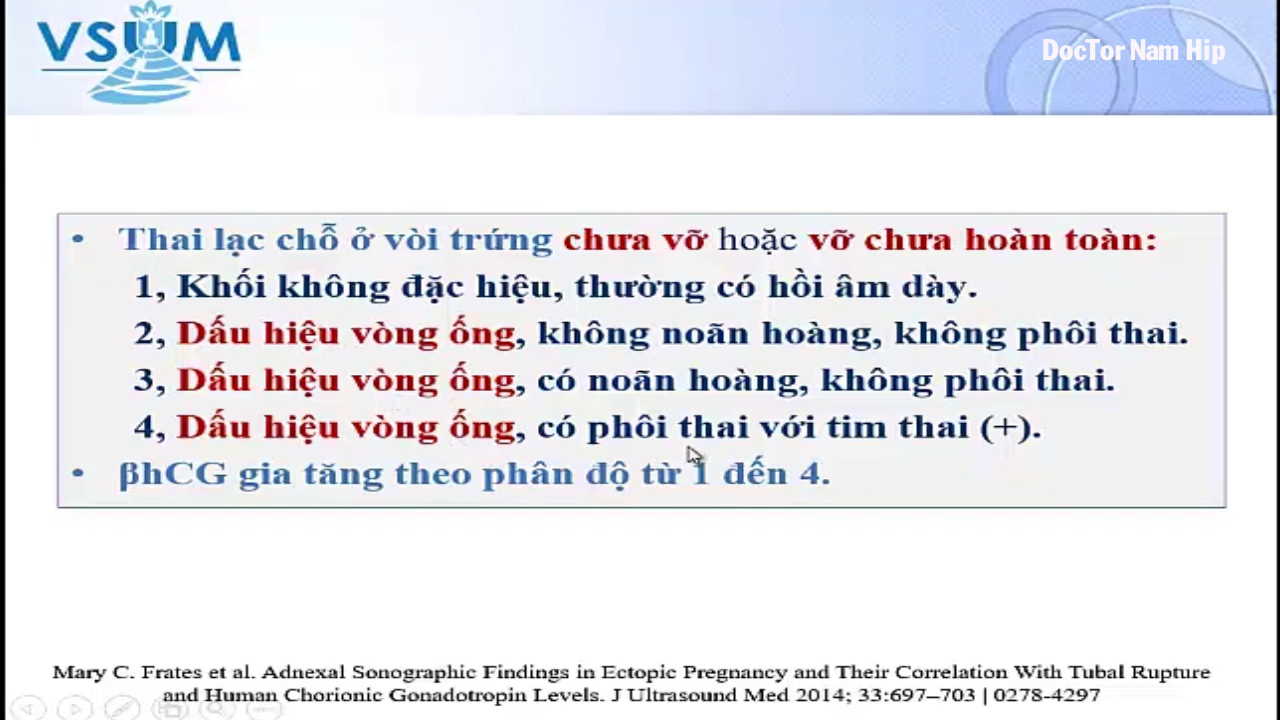 VSUM
DocTor Nam Hip
• Thai lạc chỗ ở vòi trứng chưa vỡ hoặc vỡ chưa hoàn toàn:
1, Khối không đặc hiệu, thường có hồi âm dày.
2, Dấu hiệu vòng ống, không noãn hoàng, không phôi thai.
3, Dấu hiệu vòng ống, có noãn hoàng, không phôi thai.
4, Dấu hiệu vòng ống, có phôi thai với tim thai (+).
• βhCG gia tăng theo phân độ từ 1 đến 4.
Mary C. Frates et al. Adnexal Sonographic Findings in Ectopic Pregnancy and Their Correlation With Tubal Rupture
and Human Chorionic Gonadotropin Levels. J Ultrasound Med 2014; 33:697–703 | 0278-4297